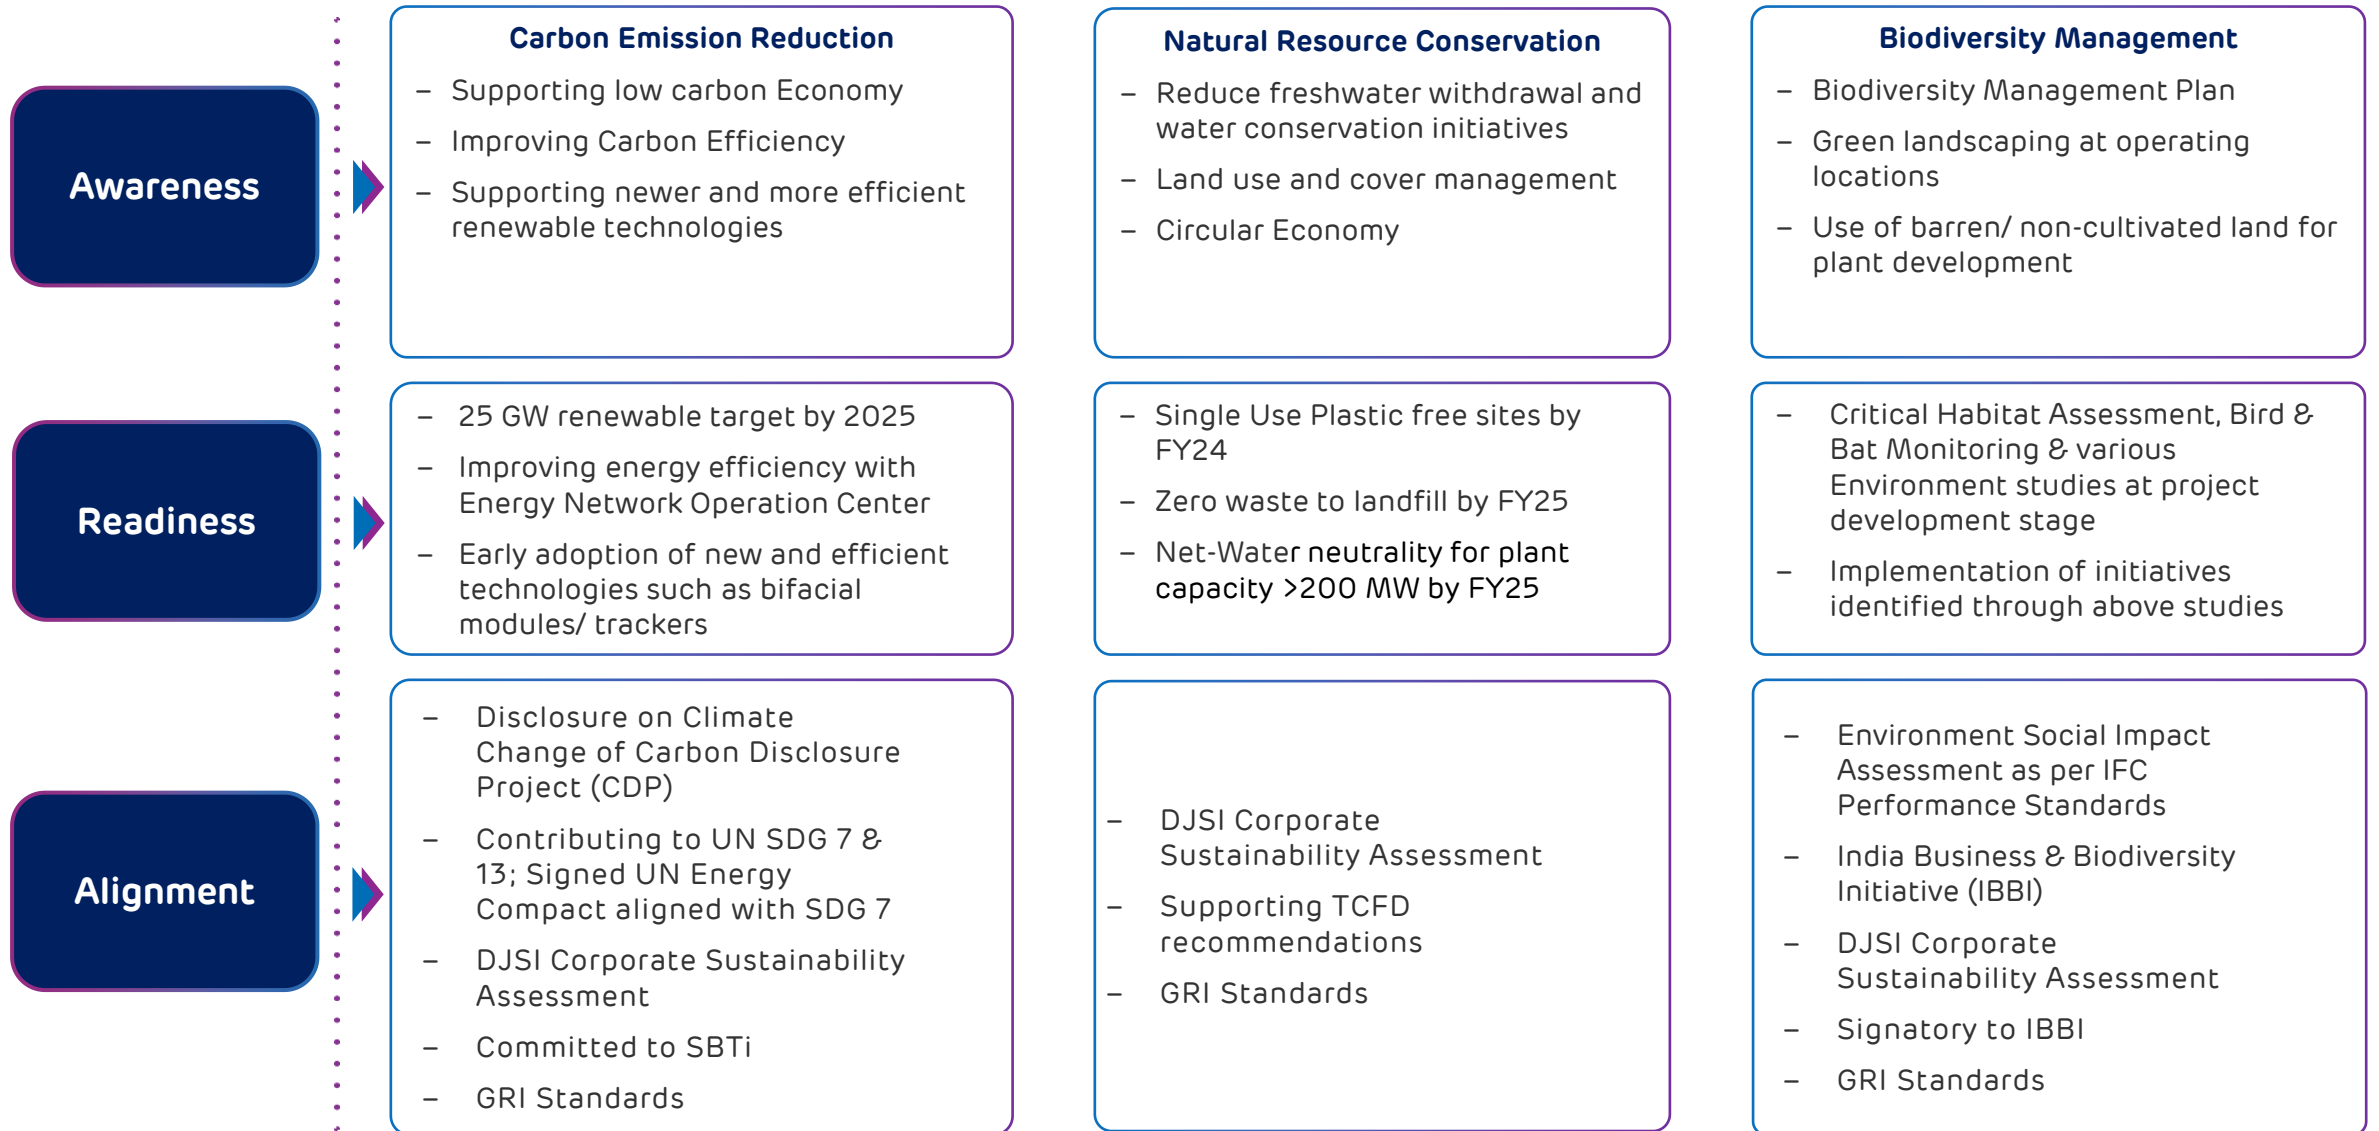 Awareness
Carbon Emission Reduction
– Supporting low carbon Economy
– Improving Carbon Efficiency
– Supporting newer and more efficient
renewable technologies
Natural Resource Conservation
– Reduce freshwater withdrawal and
water conservation initiatives
– Land use and cover management
– Circular Economy
Biodiversity Management
– Biodiversity Management Plan
– Green landscaping at operating
locations
– Use of barren/ non-cultivated land for
plant development
Readiness
– 25 GW renewable target by 2025
– Improving energy efficiency with
Energy Network Operation Center
– Early adoption of new and efficient
technologies such as bifacial
modules/ trackers
– Single Use Plastic free sites by
FY24
– Zero waste to landfill by FY25
– Net-Water neutrality for plant
capacity >200 MW by FY25
– Critical Habitat Assessment, Bird &
Bat Monitoring & various
Environment studies at project
development stage
– Implementation of initiatives
identified through above studies
Alignment
– Disclosure on Climate
Change of Carbon Disclosure
Project (CDP)
– Contributing to UN SDG 7 &
13; Signed UN Energy
Compact aligned with SDG 7
– DJSI Corporate Sustainability
Assessment
– Committed to SBTi
– GRI Standards
– DJSI Corporate
Sustainability Assessment
– Supporting TCFD
recommendations
– GRI Standards
– Environment Social Impact
Assessment as per IFC
Performance Standards
– India Business & Biodiversity
Initiative (IBBI)
– DJSI Corporate
Sustainability Assessment
– Signatory to IBBI
– GRI Standards